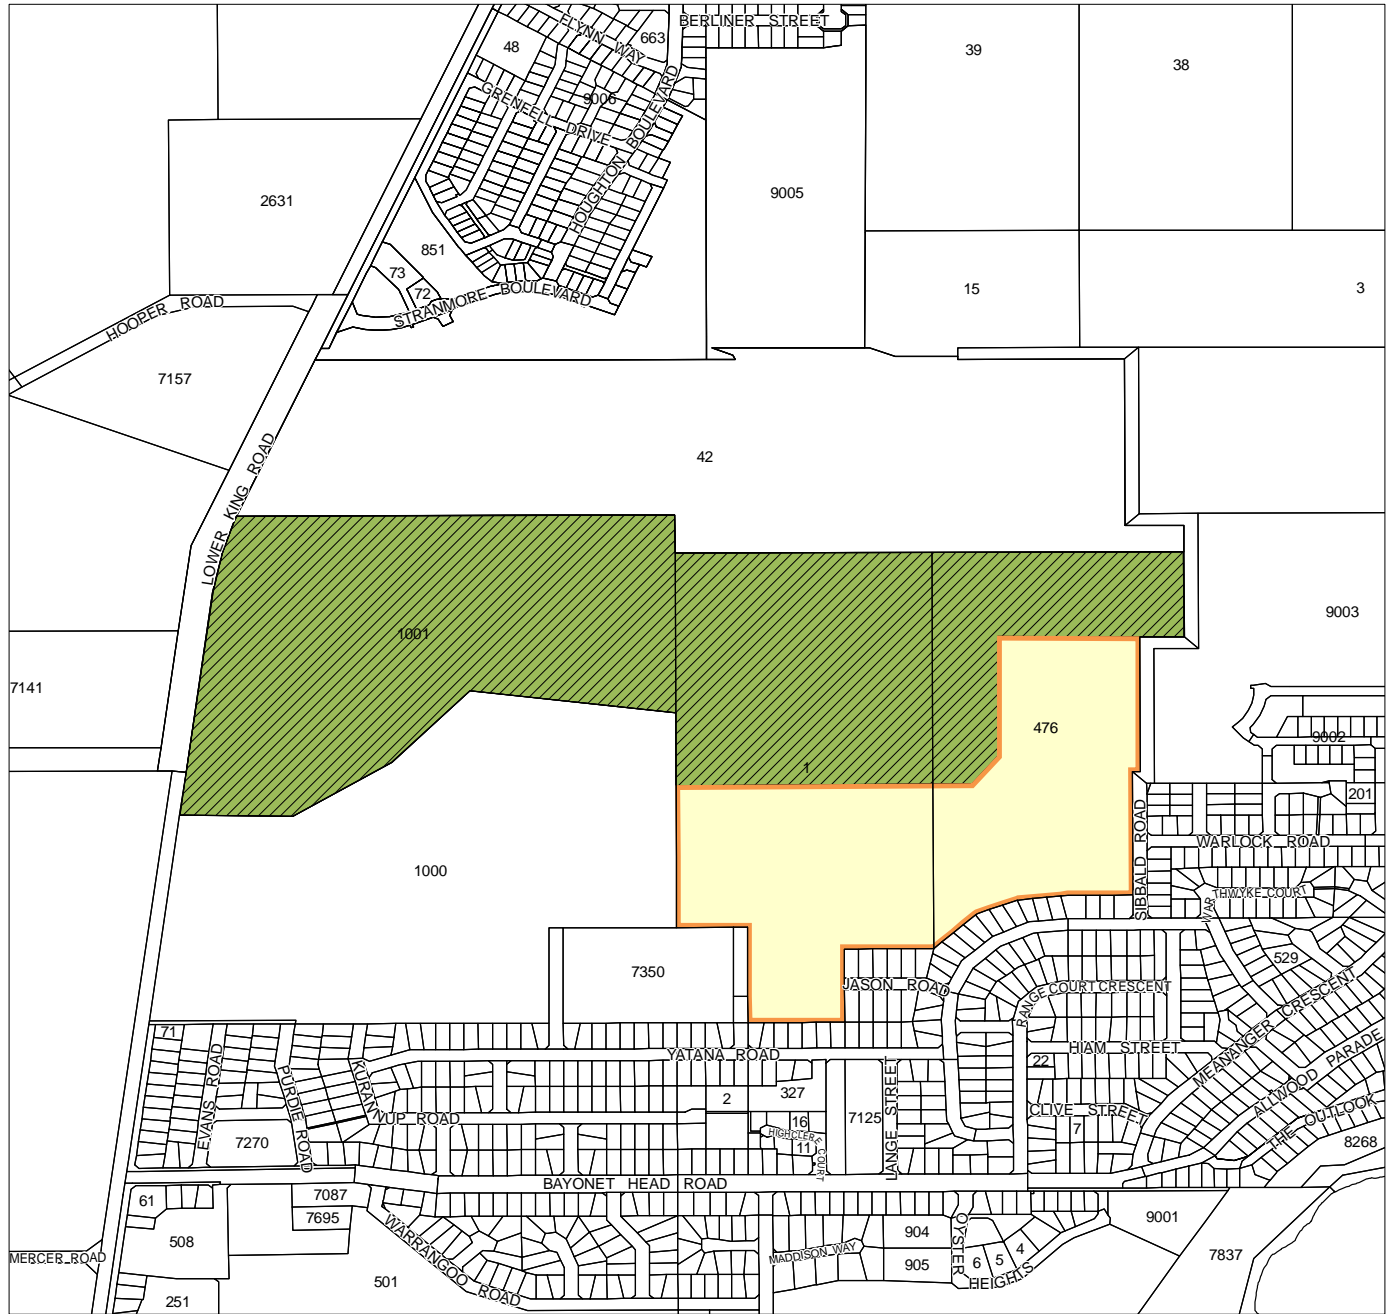 BERLINER STREET
FLYNN WAY
663
48
39
38
9006
GRENFELL DRIVE
HOUGHTON BOULEVARD
2631
9005
851
73
72
STRANMORE BOULEVARD
15
3
HOOPER ROAD
7157
42
LOWER KING ROAD
1001
9003
7141
476
9002
1
201
SIBBALD ROAD
WARLOCK ROAD
1000
WARTHWYKE COURT
529
7350
JASON ROAD
RANGE COURT CRESCENT
MEANANGER CRESCENT
71
EVANS ROAD
PURDIE ROAD
KURANNUP ROAD
YATANA ROAD
HIAM STREET
22
ALLWOOD PARADE
327
2
LANGE STREET
CLIVE STREET
7
THE OUTLOOK
16
7125
HIGHCLERE COURT
11
7270
8268
BAYONET HEAD ROAD
61
7087
7695
904
9001
OYSTER HEIGHTS
508
WARRANGOO ROAD
MADDISON WAY
905
6
5
4
7837
MERCER ROAD
501
251